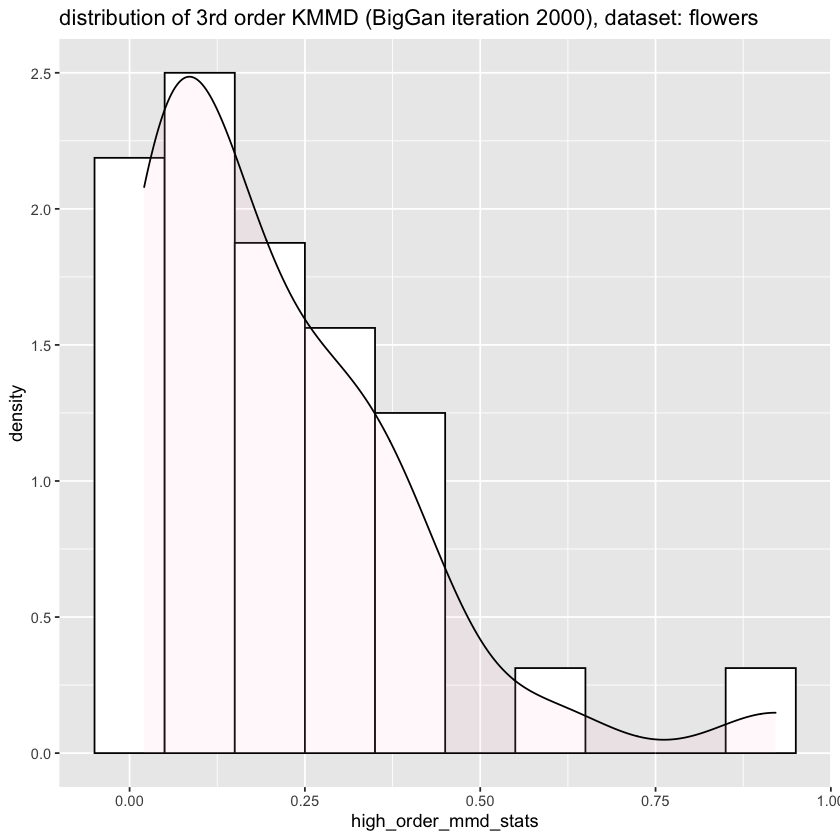 distribution of 3rd order KMMD (BigGan iteration 2000), dataset: flowers
density
2.5
2.0
1.5
1.0
0.5
0.0
0.00 0.25 0.50 0.75 1.00
high_order_mmd_stats